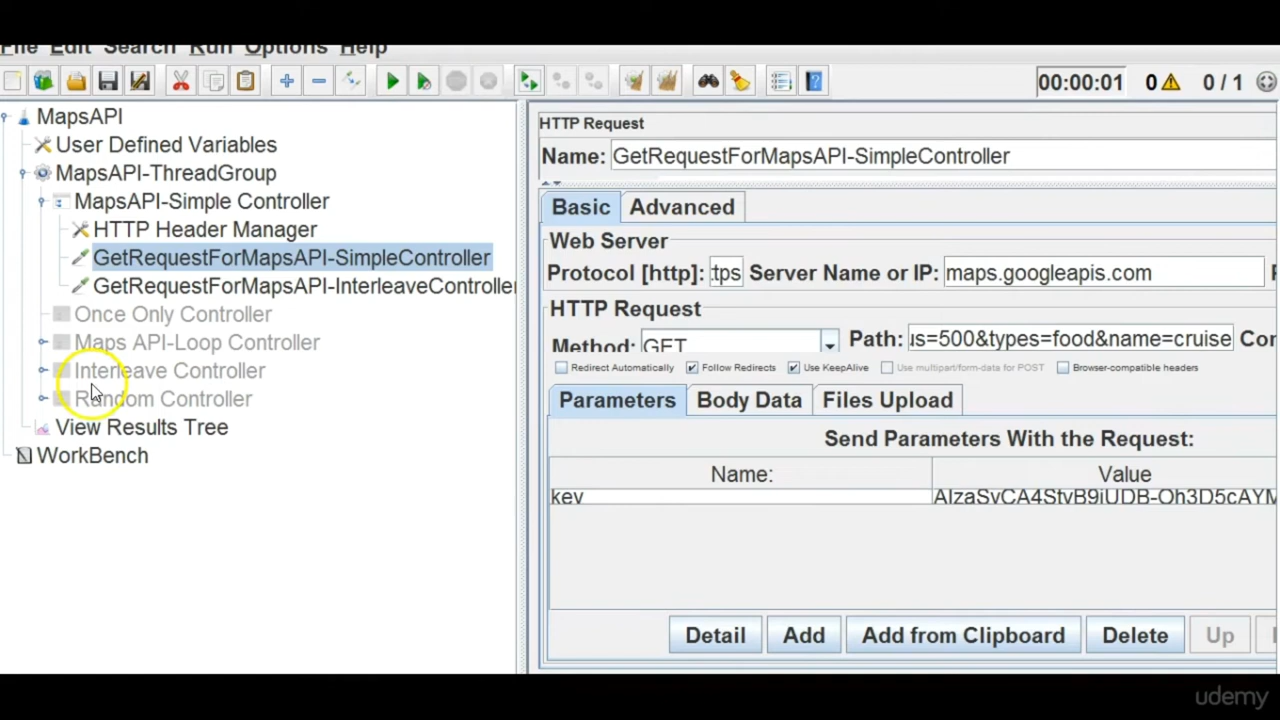 File Edit Search Run Options Help
00:00:01 0 0 / 1
MapsAPI
User Defined Variables
MapsAPI-ThreadGroup
MapsAPI-Simple Controller
HTTP Header Manager
GetRequestForMapsAPI-SimpleController
GetRequestForMapsAPI-InterleaveController
Once Only Controller
Maps API-Loop Controller
Interleave Controller
Random Controller
View Results Tree
WorkBench
HTTP Request
Name: GetRequestForMapsAPI-SimpleController
Basic Advanced
Web Server
Protocol [http]: tps Server Name or IP: maps.googleapis.com
HTTP Request
Method: GET Path: us=500&types=food&name=cruise Cor
Redirect Automatically Follow Redirects Use KeepAlive Use multipart/form-data for POST Browser-compatible headers
Parameters Body Data Files Upload
Send Parameters With the Request:
Name: Value
key
Detail Add Add from Clipboard Delete Up
udemy